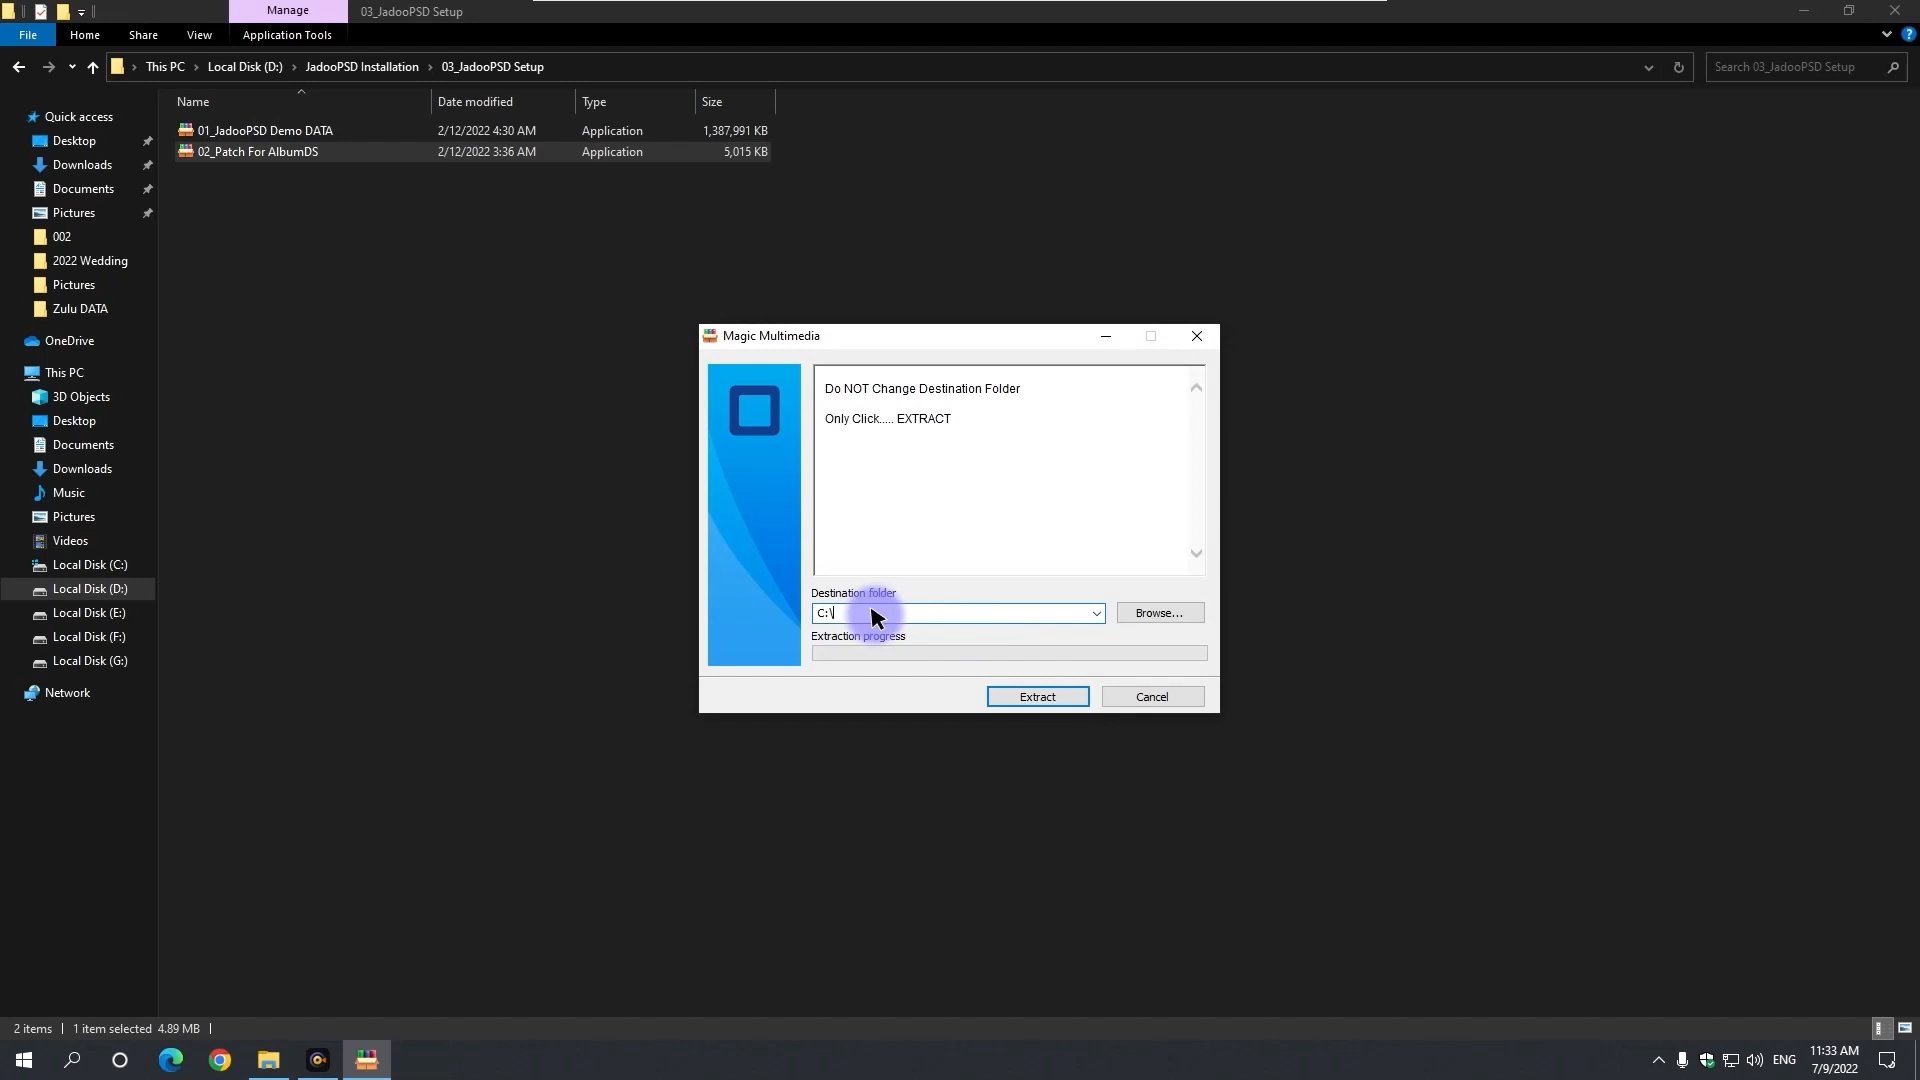 Manage
03_JadooPSD Setup
File
Home
Share
View
Application Tools
This PC
Local Disk (D:)
JadooPSD Installation
03_JadooPSD Setup
Search 03_JadooPSD Setup
Name
Date modified
Type
Size
01_JadooPSD Demo DATA
2/12/2022 4:30 AM
Application
1,387,991 KB
02_Patch For AlbumDS
2/12/2022 3:36 AM
Application
5,015 KB
Quick access
Desktop
Downloads
Documents
Pictures
002
2022 Wedding
Pictures
Zulu DATA
OneDrive
This PC
3D Objects
Desktop
Documents
Downloads
Music
Pictures
Videos
Local Disk (C:)
Local Disk (D:)
Local Disk (E:)
Local Disk (F:)
Local Disk (G:)
Network
Magic Multimedia
Do NOT Change Destination Folder
Only Click..... EXTRACT
Destination folder
C:\
Browse...
Extraction progress
Extract
Cancel
2 items
1 item selected 4.89 MB
ENG
11:33 AM
7/9/2022